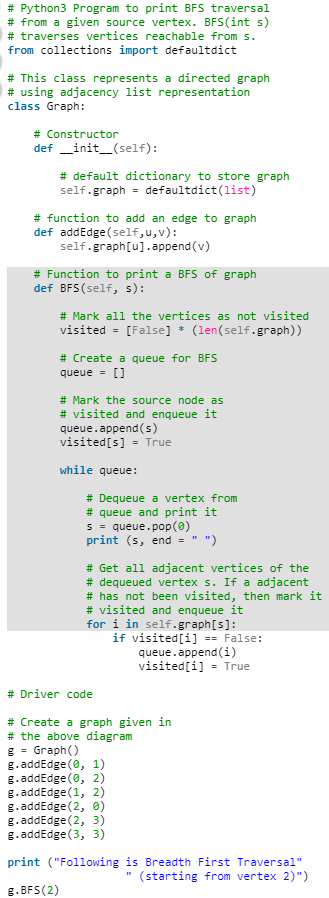 # Python3 Program to print BFS traversal
# from a given source vertex. BFS(int s)
# traverses vertices reachable from s.
from collections import defaultdict

# This class represents a directed graph
# using adjacency list representation
class Graph:

    # Constructor
    def __init__(self):

        # default dictionary to store graph
        self.graph = defaultdict(list)

    # function to add an edge to graph
    def addEdge(self,u,v):
        self.graph[u].append(v)

    # Function to print a BFS of graph
    def BFS(self, s):

        # Mark all the vertices as not visited
        visited = [False] * (len(self.graph))

        # Create a queue for BFS
        queue = []

        # Mark the source node as
        # visited and enqueue it
        queue.append(s)
        visited[s] = True

        while queue:

            # Dequeue a vertex from
            # queue and print it
            s = queue.pop(0)
            print (s, end = " ")

            # Get all adjacent vertices of the
            # dequeued vertex s. If a adjacent
            # has not been visited, then mark it
            # visited and enqueue it
            for i in self.graph[s]:
                if visited[i] == False:
                    queue.append(i)
                    visited[i] = True

# Driver code

# Create a graph given in
# the above diagram
g = Graph()
g.addEdge(0, 1)
g.addEdge(0, 2)
g.addEdge(1, 2)
g.addEdge(2, 0)
g.addEdge(2, 3)
g.addEdge(3, 3)

print ("Following is Breadth First Traversal"
                  " (starting from vertex 2)")
g.BFS(2)